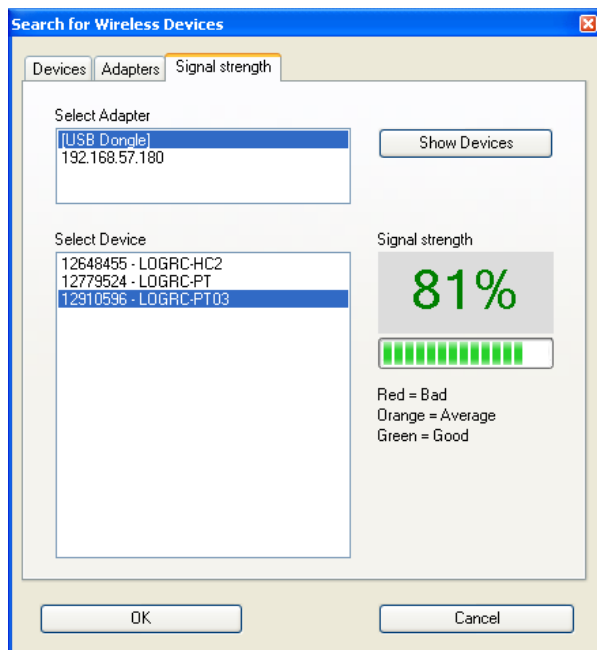 Search for Wireless Devices
Devices Adapters Signal strength
Select Adapter
[USB Dongle]
192.168.57.180
Show Devices
Select Device
12648455 - LOGRC-HC2
12779524 - LOGRC-PT
12910596 - LOGRC-PT03
Signal strength
81%
Red = Bad
Orange = Average
Green = Good
OK
Cancel